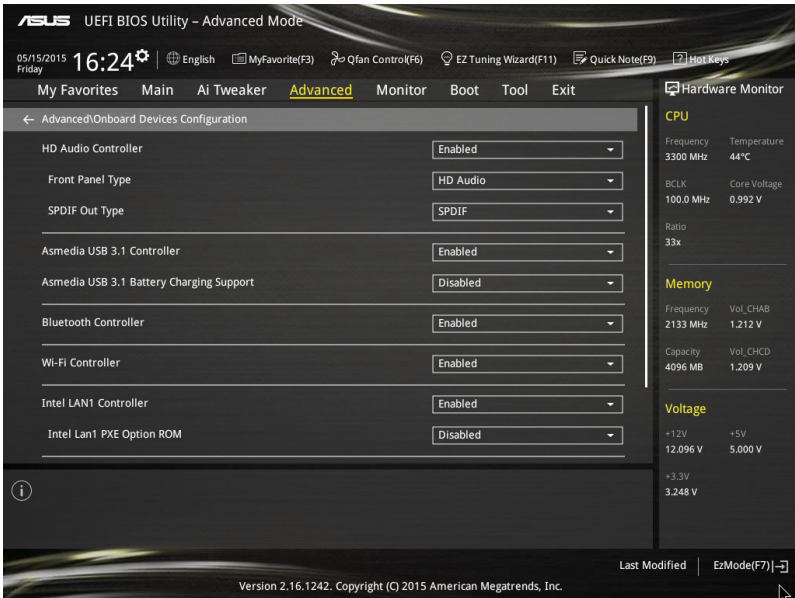 ASUS UEFI BIOS Utility – Advanced Mode
05/15/2015
Friday
16:24
English
MyFavorite(F3)
Qfan Control(F6)
EZ Tuning Wizard(F11)
Quick Note(F9)
? Hot Keys
My Favorites Main Ai Tweaker Advanced Monitor Boot Tool Exit
← Advanced\Onboard Devices Configuration
HD Audio Controller Enabled
Front Panel Type HD Audio
SPDIF Out Type SPDIF
Asmedia USB 3.1 Controller Enabled
Asmedia USB 3.1 Battery Charging Support Disabled
Bluetooth Controller Enabled
Wi-Fi Controller Enabled
Intel LAN1 Controller Enabled
Intel Lan1 PXE Option ROM Disabled
Hardware Monitor
CPU
Frequency Temperature
3300 MHz 44°C
BCLK Core Voltage
100.0 MHz 0.992 V
Ratio
33x
Memory
Frequency Vol_CHAB
2133 MHz 1.212 V
Capacity Vol_CHCD
4096 MB 1.209 V
Voltage
+12V +5V
12.096 V 5.000 V
+3.3V
3.248 V
Last Modified EzMode(F7)
Version 2.16.1242. Copyright (C) 2015 American Megatrends, Inc.